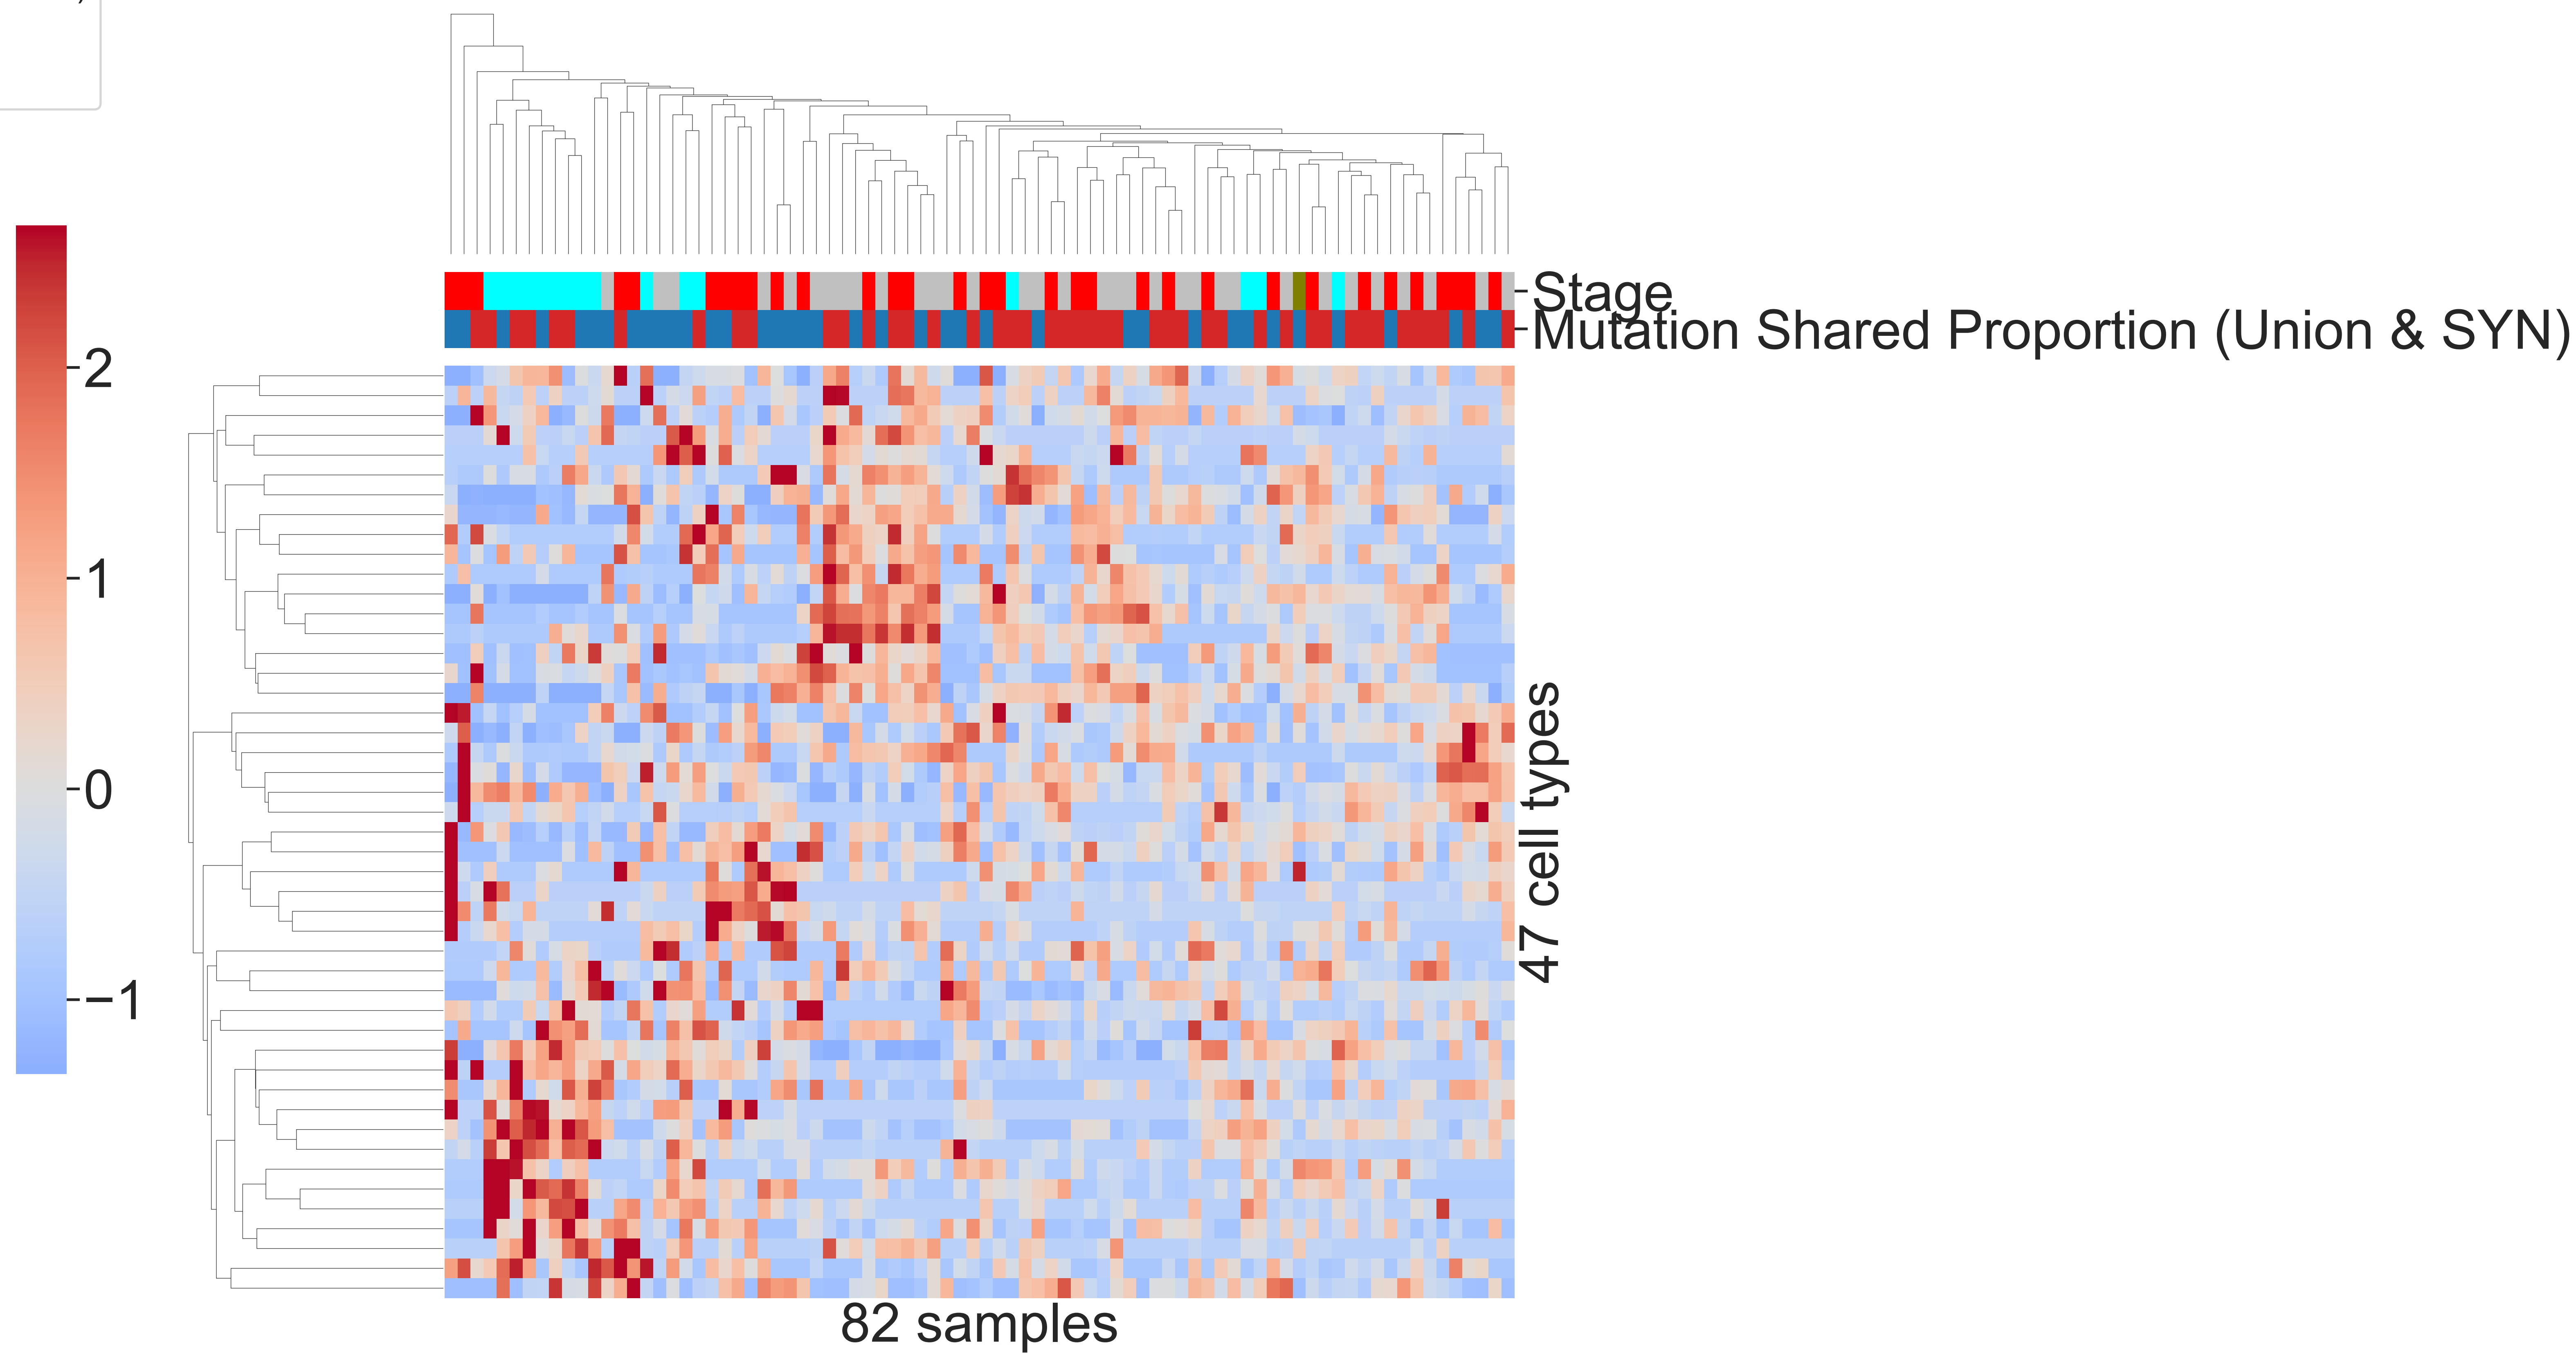 Stage
Mutation Shared Proportion (Union & SYN)
2
1
0
−1
47 cell types
82 samples